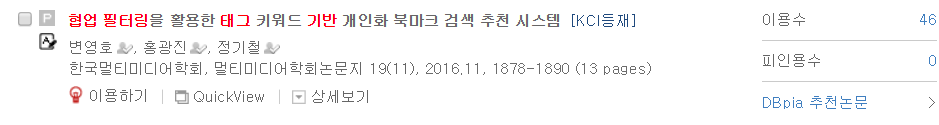 P 협업 필터링을 활용한 태그 키워드 기반 개인화 북마크 검색 추천 시스템 [KCI등재]
변영호, 홍광진, 정기철
한국멀티미디어학회, 멀티미디어학회논문지 19(11), 2016.11, 1878-1890 (13 pages)
이용하기 | QuickView | 상세보기
이용수 46
피인용수 0
DBpia 추천논문 >